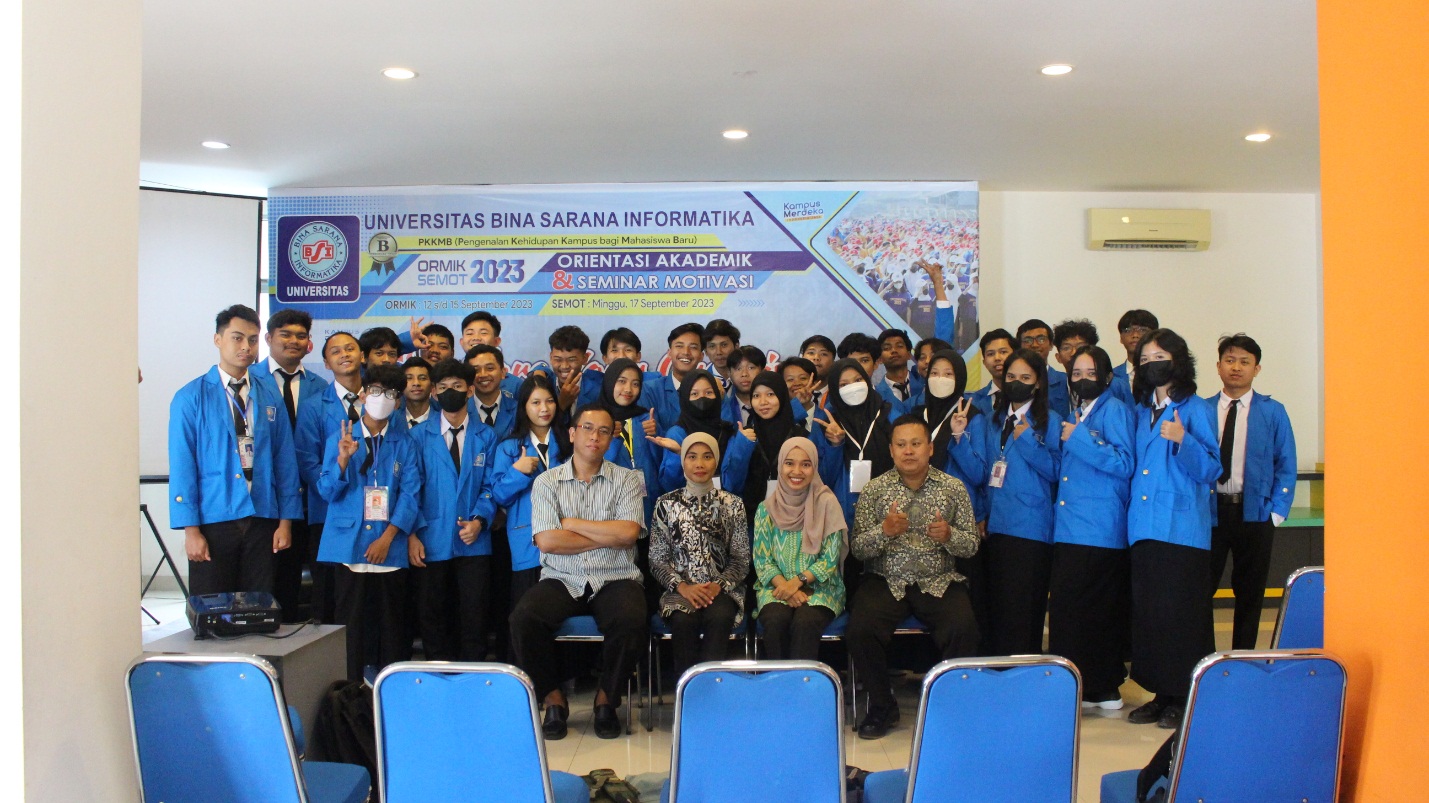 UNIVERSITAS BINA SARANA INFORMATIKA
Kampus
Merdeka
BINA SARANA
BSI
INFORMATIKA
UNIVERSITAS
B
PKKMB (Pengenalan Kehidupan Kampus bagi Mahasiswa Baru)
ORMIK
SEMOT 2023
ORIENTASI AKADEMIK
& SEMINAR MOTIVASI
ORMIK : 12 s/d 15 September 2023
SEMOT : Minggu, 17 September 2023